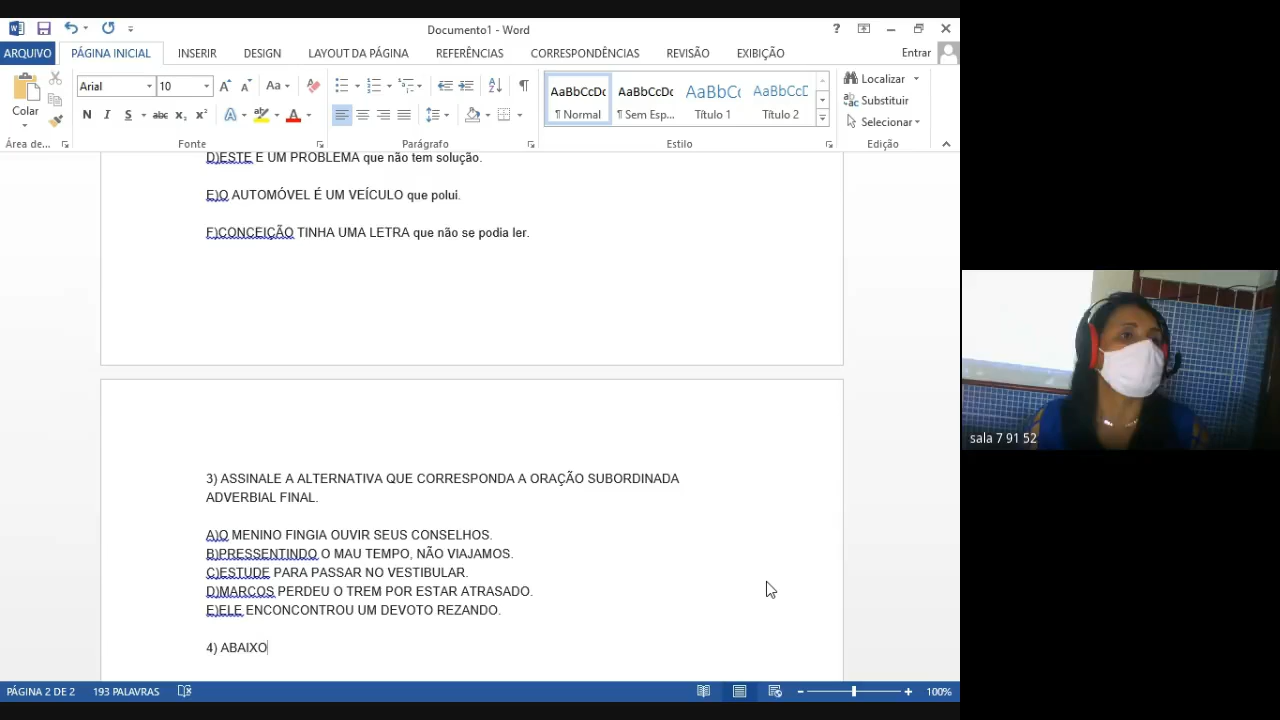 Documento1 - Word
?
ARQUIVO PÁGINA INICIAL INSERIR DESIGN LAYOUT DA PÁGINA REFERÊNCIAS CORRESPONDÊNCIAS REVISÃO EXIBIÇÃO Entrar
Colar
Arial 10
Aa
N I S abc x₂ x²
A A
AaBbCcDc AaBbCcDc AaBbC AaBbCcD
¶ Normal ¶ Sem Esp... Título 1 Título 2
Localizar
Substituir
Selecionar
Área de... Fonte Parágrafo Estilo Edição
D)ESTE É UM PROBLEMA que não tem solução.
E)O AUTOMÓVEL É UM VEÍCULO que polui.
F)CONCEIÇÃO TINHA UMA LETRA que não se podia ler.
3) ASSINALE A ALTERNATIVA QUE CORRESPONDA A ORAÇÃO SUBORDINADA
ADVERBIAL FINAL.
A)O MENINO FINGIA OUVIR SEUS CONSELHOS.
B)PRESSENTINDO O MAU TEMPO, NÃO VIAJAMOS.
C)ESTUDE PARA PASSAR NO VESTIBULAR.
D)MARCOS PERDEU O TREM POR ESTAR ATRASADO.
E)ELE ENCONCONTROU UM DEVOTO REZANDO.
4) ABAIXO
PÁGINA 2 DE 2 193 PALAVRAS 100%
sala 7 91 52